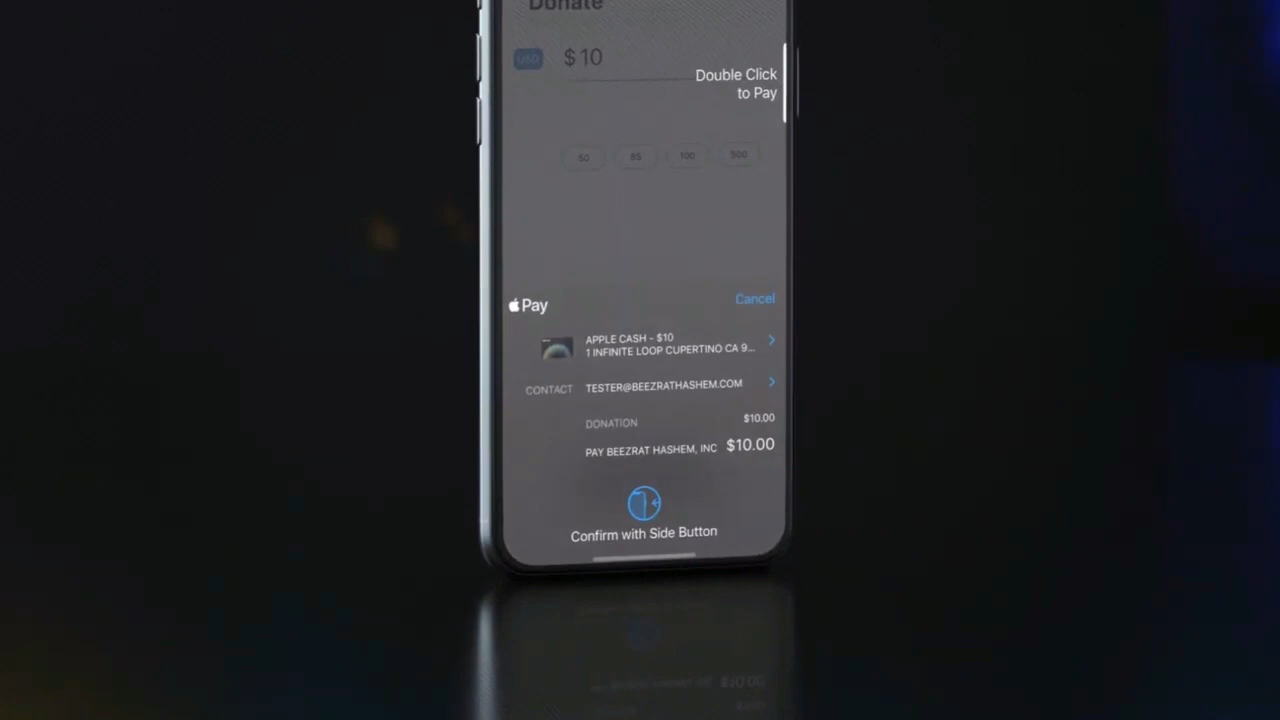 Donate
USD $10
Double Click
to Pay
50 85 100 500
Pay Cancel
APPLE CASH - $10
1 INFINITE LOOP CUPERTINO CA 9...
CONTACT TESTER@BEEZRATHASHEM.COM
DONATION $10.00
PAY BEEZRAT HASHEM, INC $10.00
Confirm with Side Button